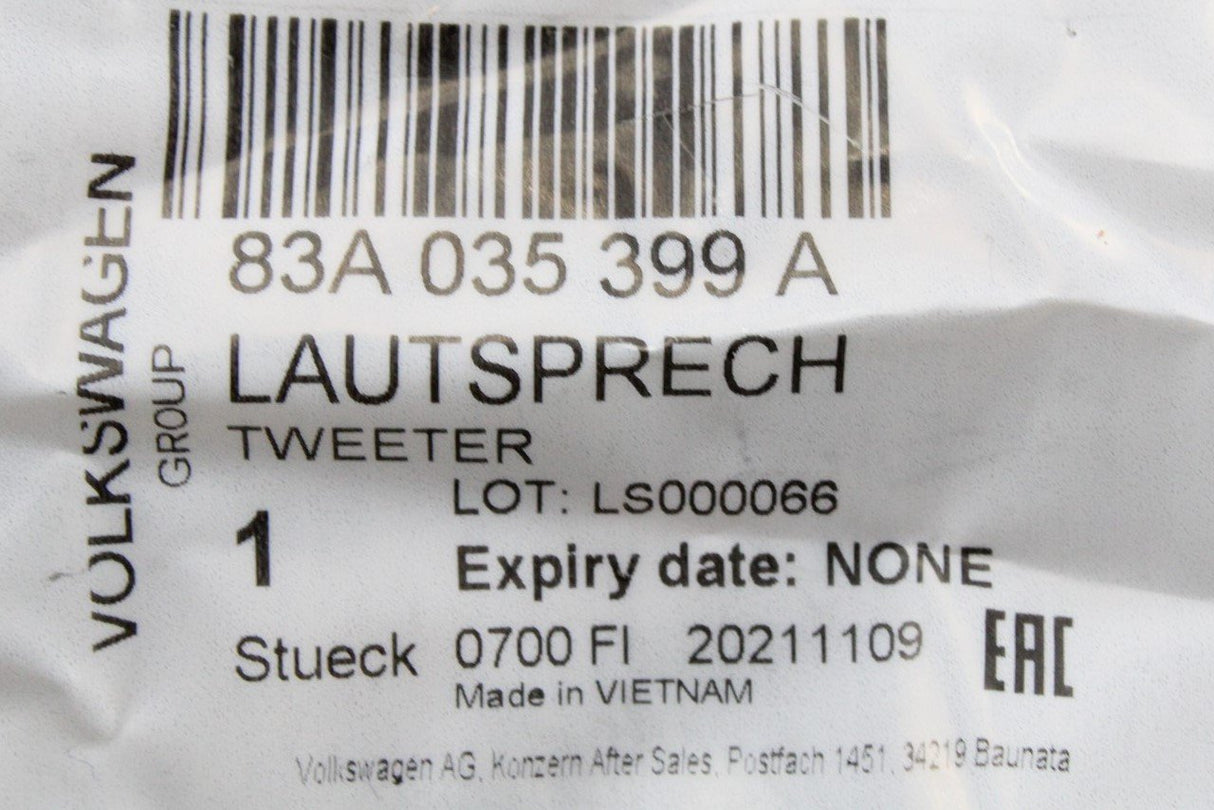 VOLKSWAGEN
GROUP
83A 035 399 A
LAUTSPRECH
TWEETER
LOT: LS000066
1
Expiry date: NONE
Stueck 0700 FI 20211109
EAC
Made in VIETNAM
Volkswagen AG, Konzern After Sales, Postfach 1451, 34219 Baunata